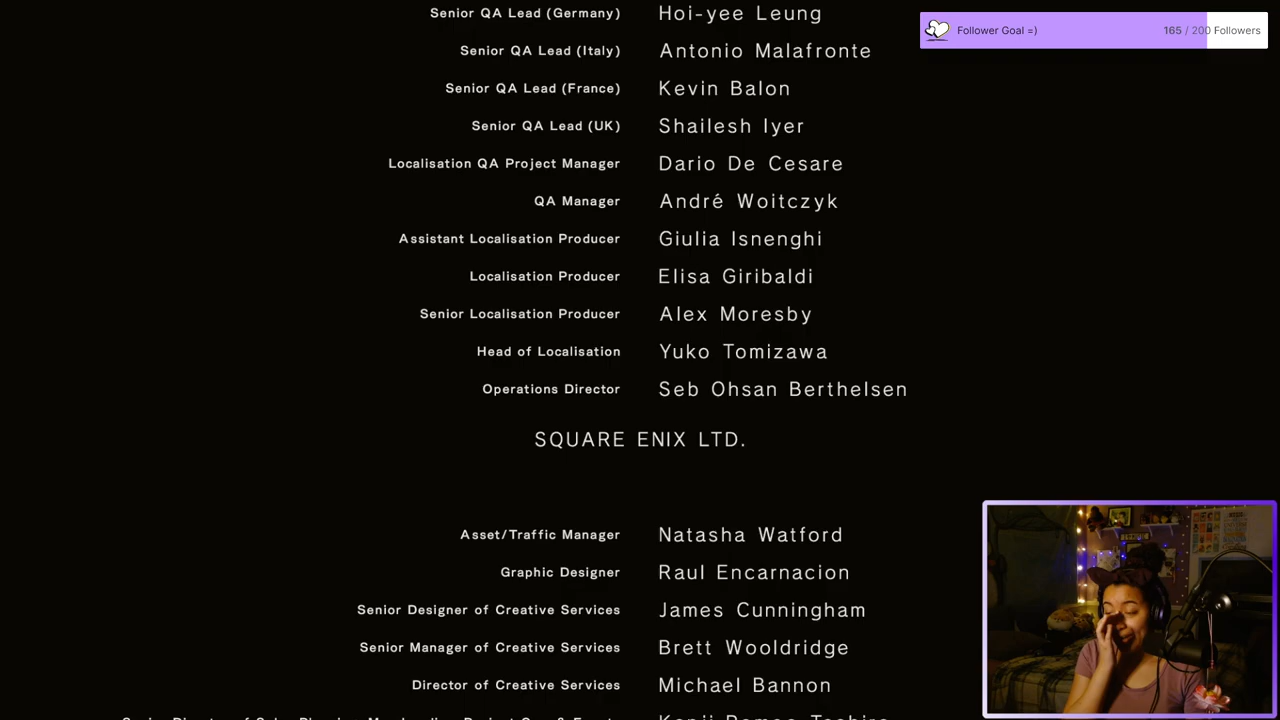 Senior QA Lead (Germany) Hoi-yee Leung
Follower Goal =) 165 / 200 Followers
Senior QA Lead (Italy) Antonio Malafronte
Senior QA Lead (France) Kevin Balon
Senior QA Lead (UK) Shailesh Iyer
Localisation QA Project Manager Dario De Cesare
QA Manager André Woitczyk
Assistant Localisation Producer Giulia Isnenghi
Localisation Producer Elisa Giribaldi
Senior Localisation Producer Alex Moresby
Head of Localisation Yuko Tomizawa
Operations Director Seb Ohsan Berthelsen
SQUARE ENIX LTD.
Asset/Traffic Manager Natasha Watford
Graphic Designer Raul Encarnacion
Senior Designer of Creative Services James Cunningham
Senior Manager of Creative Services Brett Wooldridge
Director of Creative Services Michael Bannon